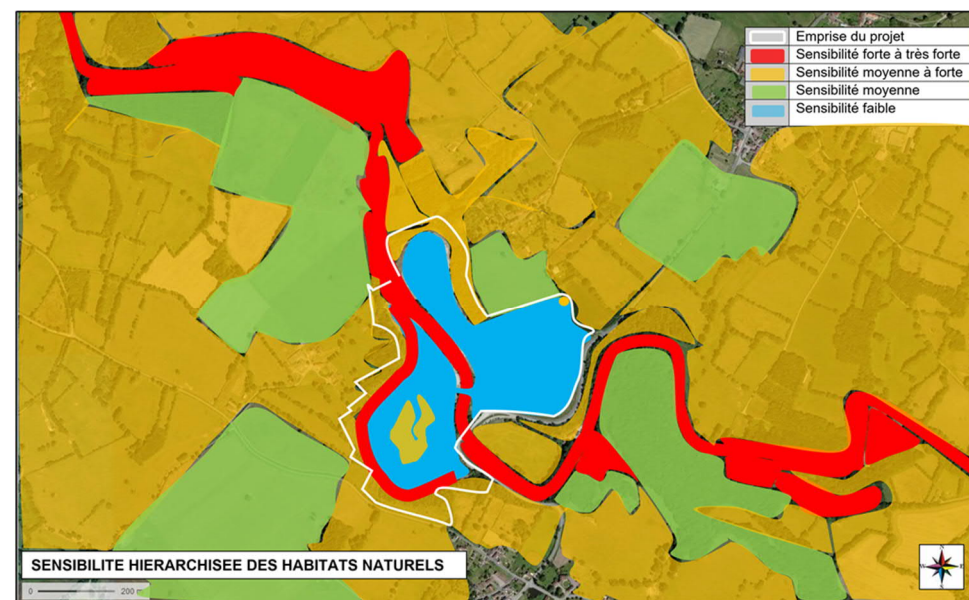 Emprise du projet
Sensibilité forte à très forte
Sensibilité moyenne à forte
Sensibilité moyenne
Sensibilité faible
SENSIBILITE HIERARCHISEE DES HABITATS NATURELS
0 200 m
N